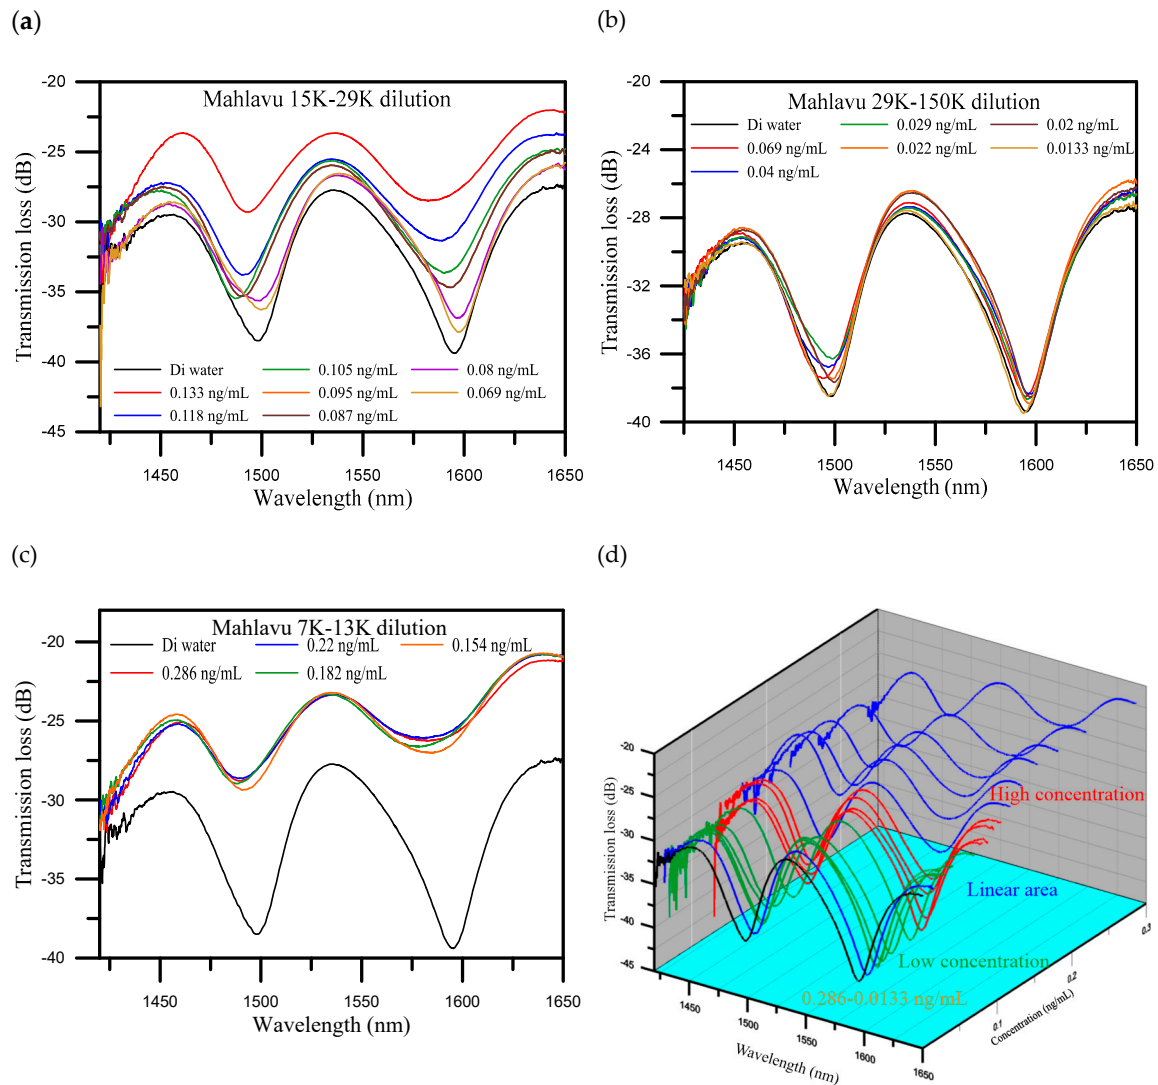 (a)
Mahlavu 15K-29K dilution
Transmission loss (dB)
-20
-25
-30
-35
-40
-45
Di water
0.133 ng/mL
0.118 ng/mL
0.105 ng/mL
0.095 ng/mL
0.087 ng/mL
0.08 ng/mL
0.069 ng/mL
1450
1500
1550
1600
1650
Wavelength (nm)
(b)
Mahlavu 29K-150K dilution
Transmission loss (dB)
-20
-24
-28
-32
-36
-40
Di water
0.069 ng/mL
0.04 ng/mL
0.029 ng/mL
0.022 ng/mL
0.02 ng/mL
0.0133 ng/mL
1450
1500
1550
1600
1650
Wavelength (nm)
(c)
Mahlavu 7K-13K dilution
Transmission loss (dB)
-20
-25
-30
-35
-40
Di water
0.286 ng/mL
0.22 ng/mL
0.182 ng/mL
0.154 ng/mL
1450
1500
1550
1600
1650
Wavelength (nm)
(d)
Transmission loss (dB)
-20
-25
-30
-35
-40
-45
High concentration
Linear area
Low concentration
0.286-0.0133 ng/mL
1450
1500
1550
1600
1650
Wavelength (nm)
0.1
0.2
0.3
Concentration (ng/mL)